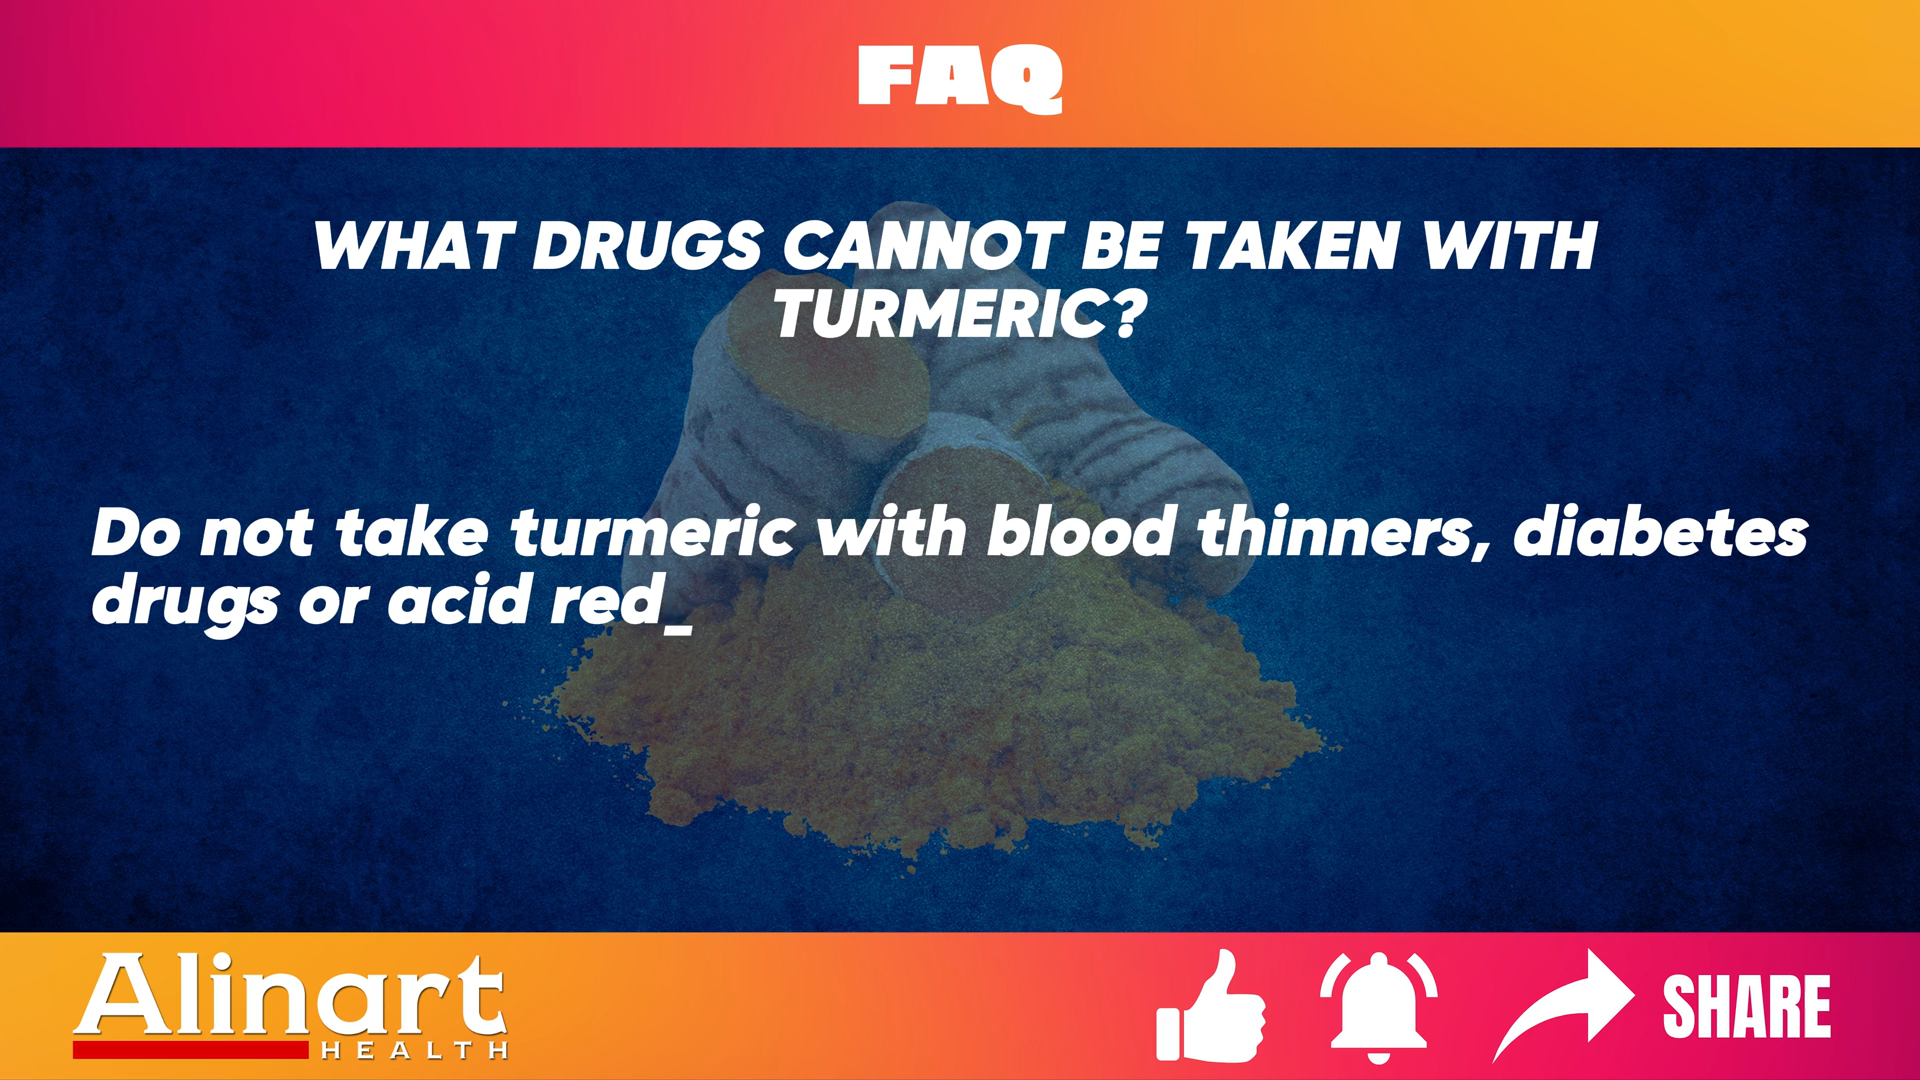 FAQ
WHAT DRUGS CANNOT BE TAKEN WITH
TURMERIC?
Do not take turmeric with blood thinners, diabetes
drugs or acid red_
Alinart
HEALTH
SHARE